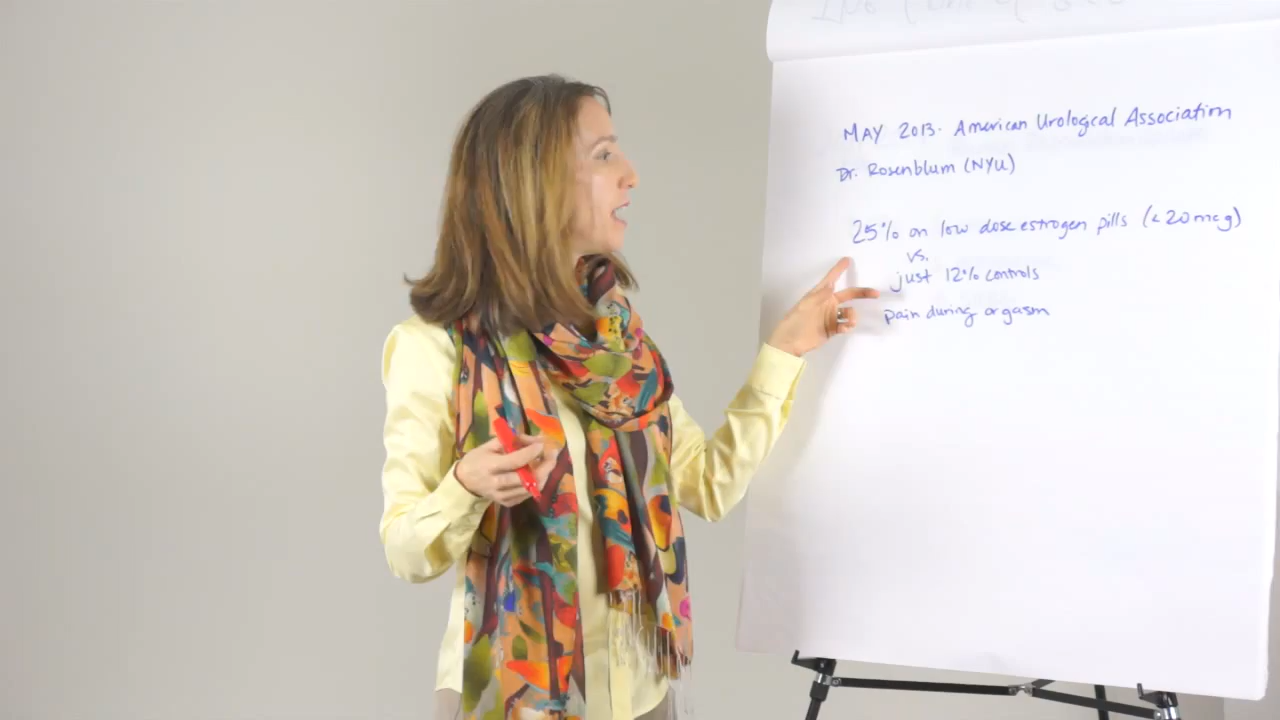 MAY 2013. American Urological Association
Dr. Rosenblum (NYU)
25% on low dose estrogen pills (<20mcg)
vs.
just 12% controls
pain during orgasm